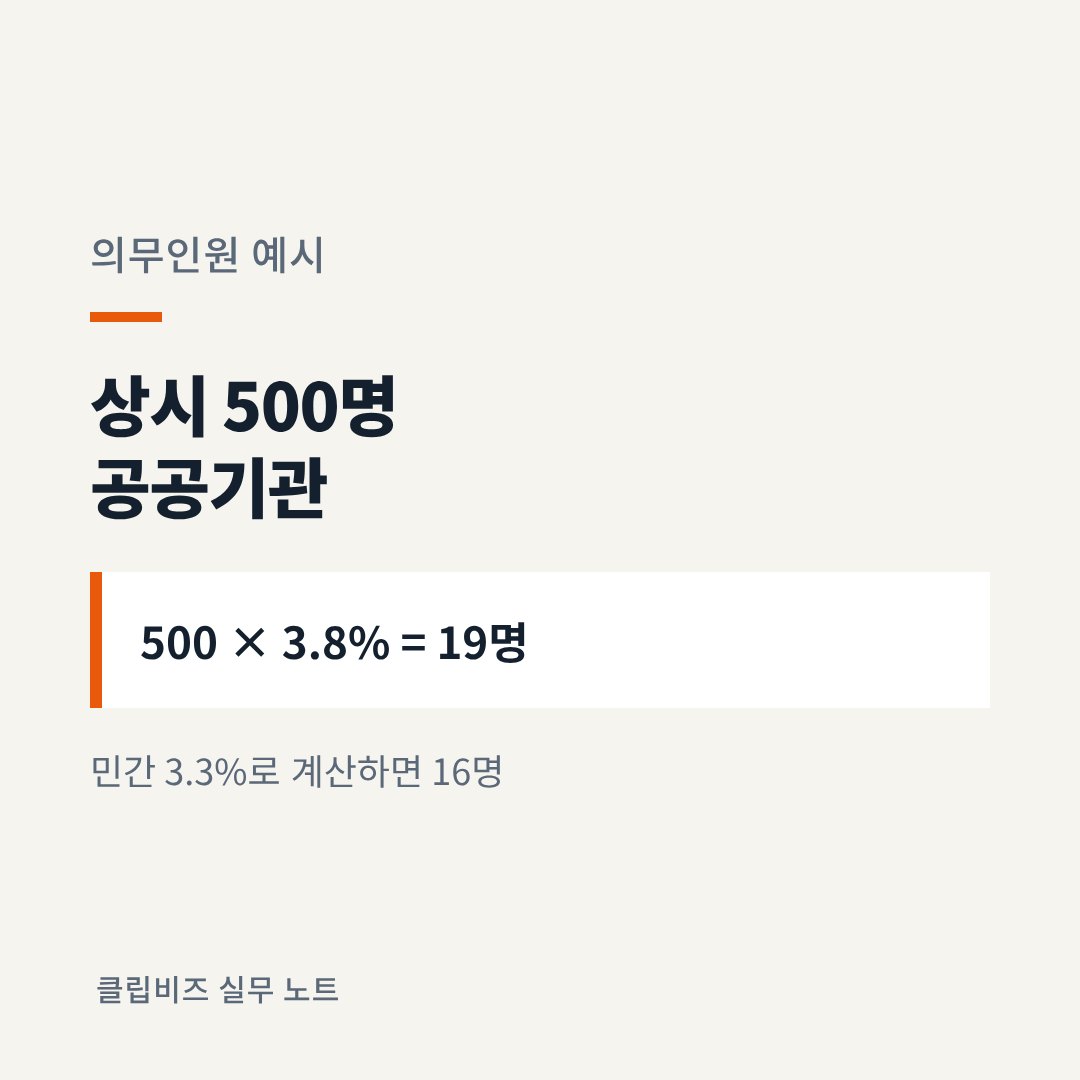 의무인원 예시
상시 500명
공공기관
500 × 3.8% = 19명
민간 3.3%로 계산하면 16명
클립비즈 실무 노트